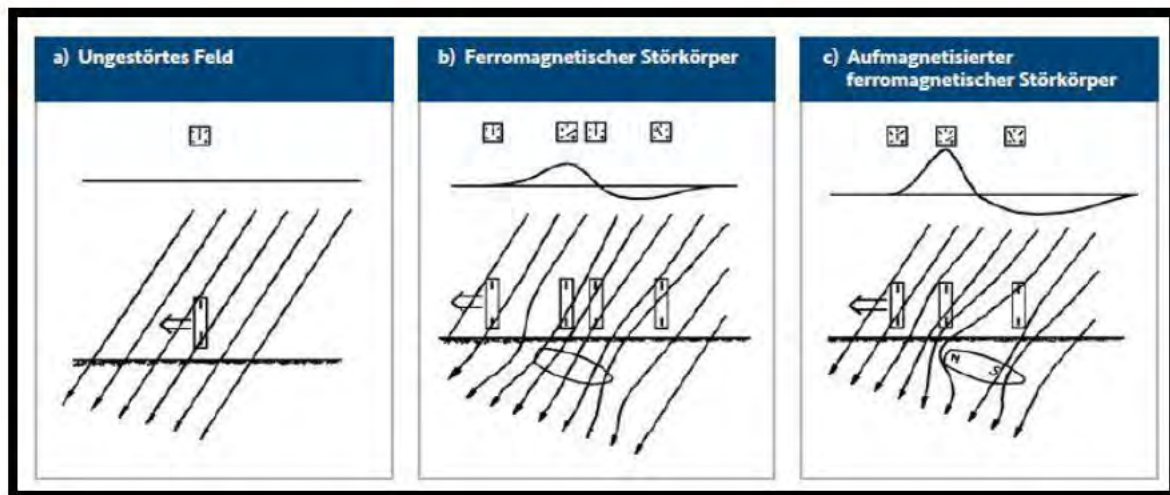 a) Ungestörtes Feld
b) Ferromagnetischer Störkörper
c) Aufmagnetisierter
ferromagnetischer Störkörper
N
S